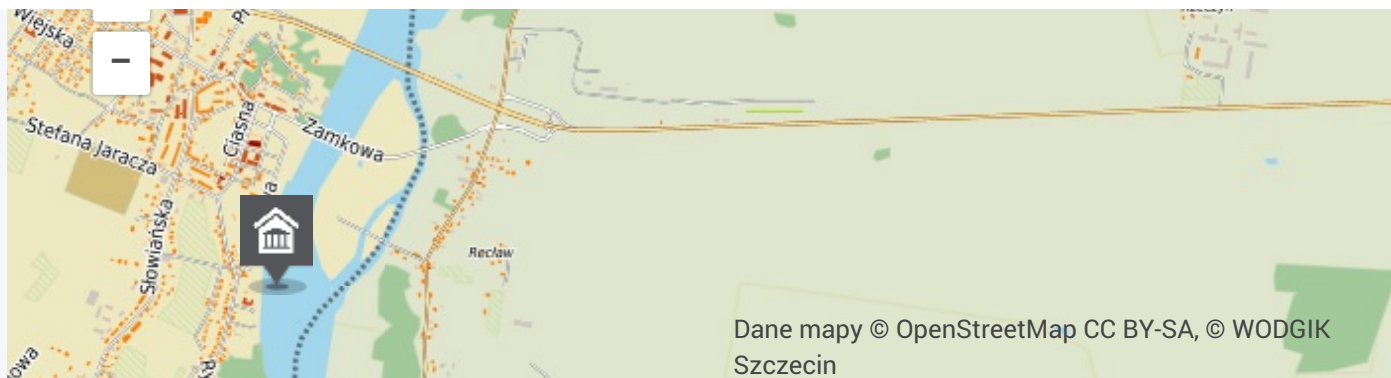 Wiejska
Stefana Jaracza
Ciasna
Zamkowa
Słowiańska
Recław
Dane mapy © OpenStreetMap CC BY-SA, © WODGIK
Szczecin